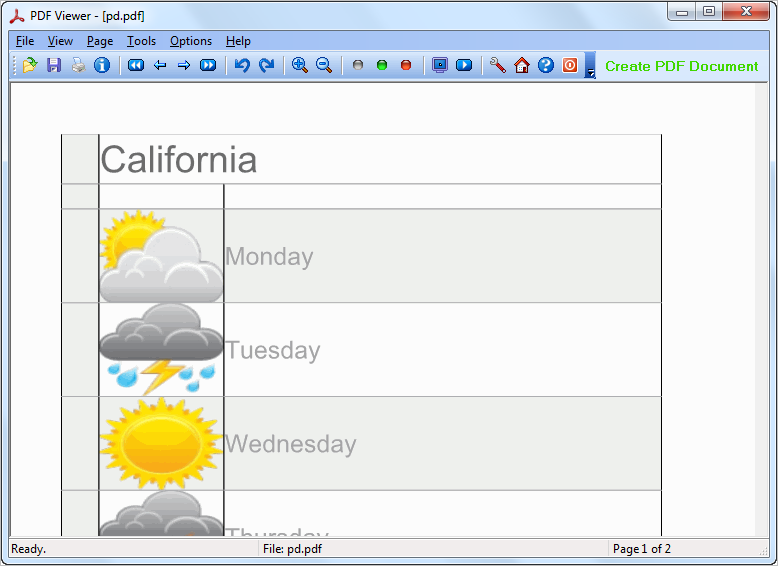 PDF Viewer - [pd.pdf]
File View Page Tools Options Help
Create PDF Document
California
Monday
Tuesday
Wednesday
Thursday
Ready. File: pd.pdf Page 1 of 2